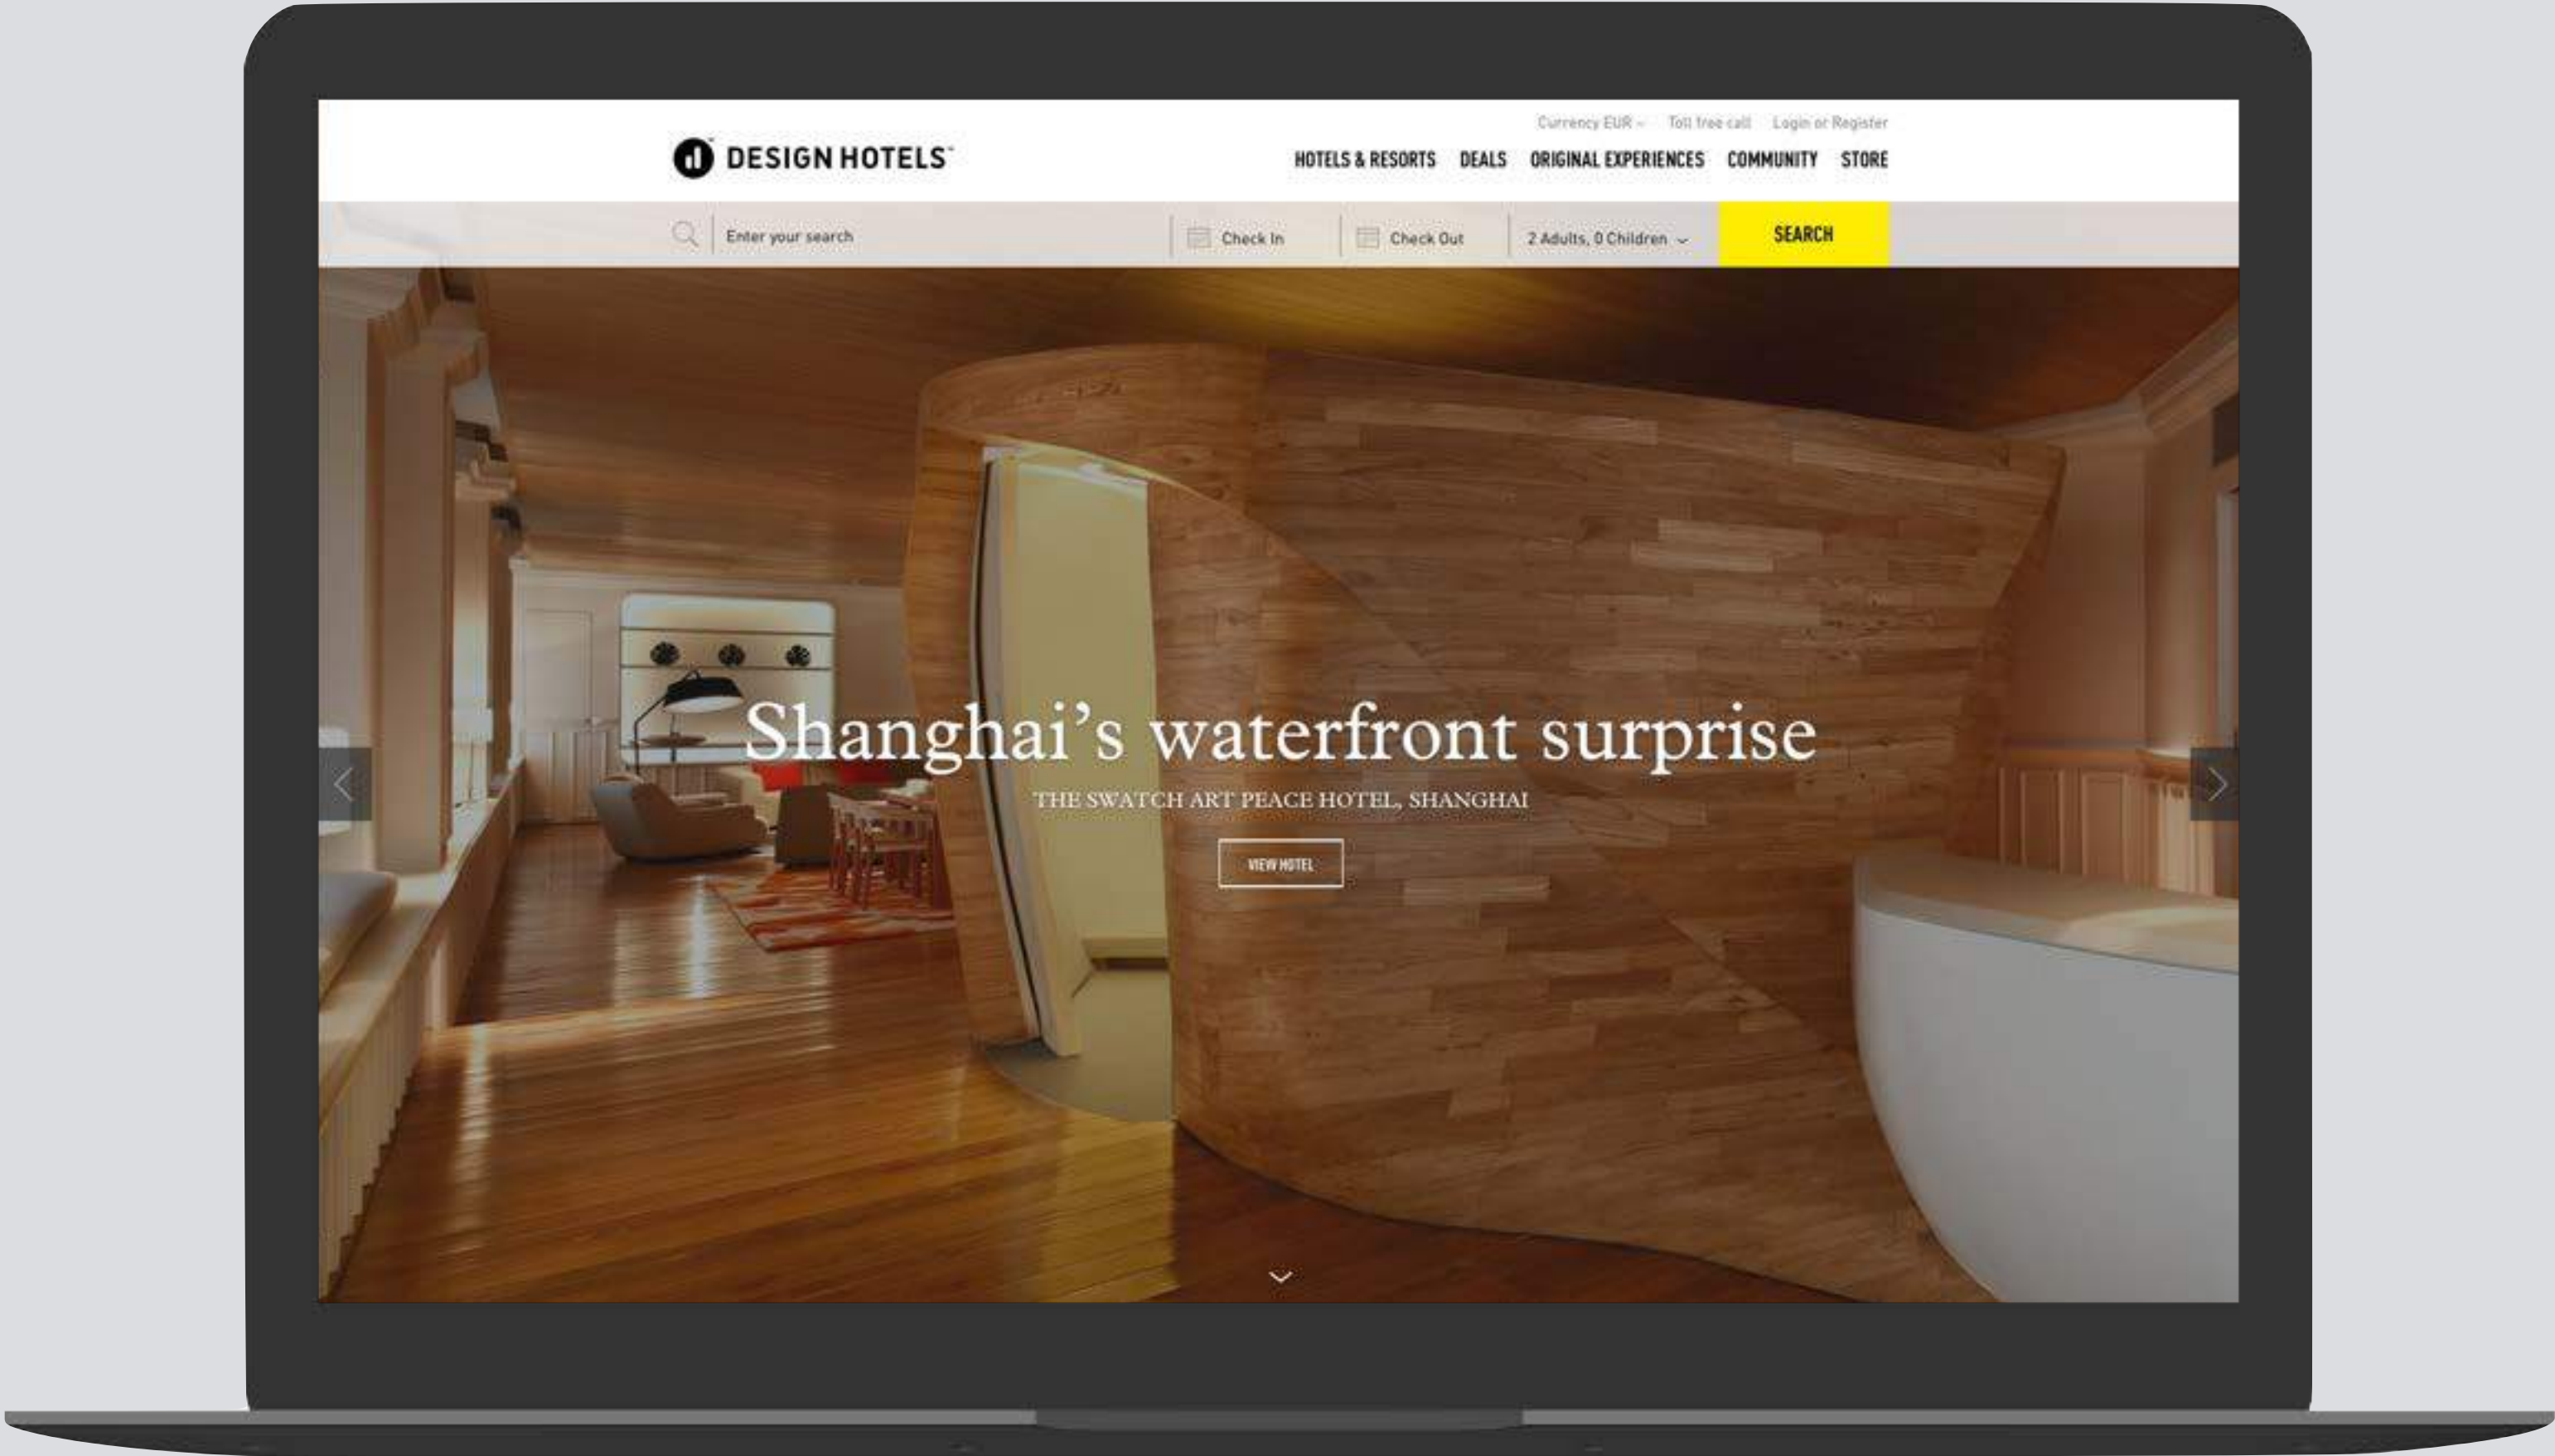 Currency EUR Toll free call Login or Register
DESIGN HOTELS™
HOTELS & RESORTS DEALS ORIGINAL EXPERIENCES COMMUNITY STORE
Enter your search Check In Check Out 2 Adults, 0 Children SEARCH
Shanghai’s waterfront surprise
THE SWATCH ART PEACE HOTEL, SHANGHAI
VIEW HOTEL